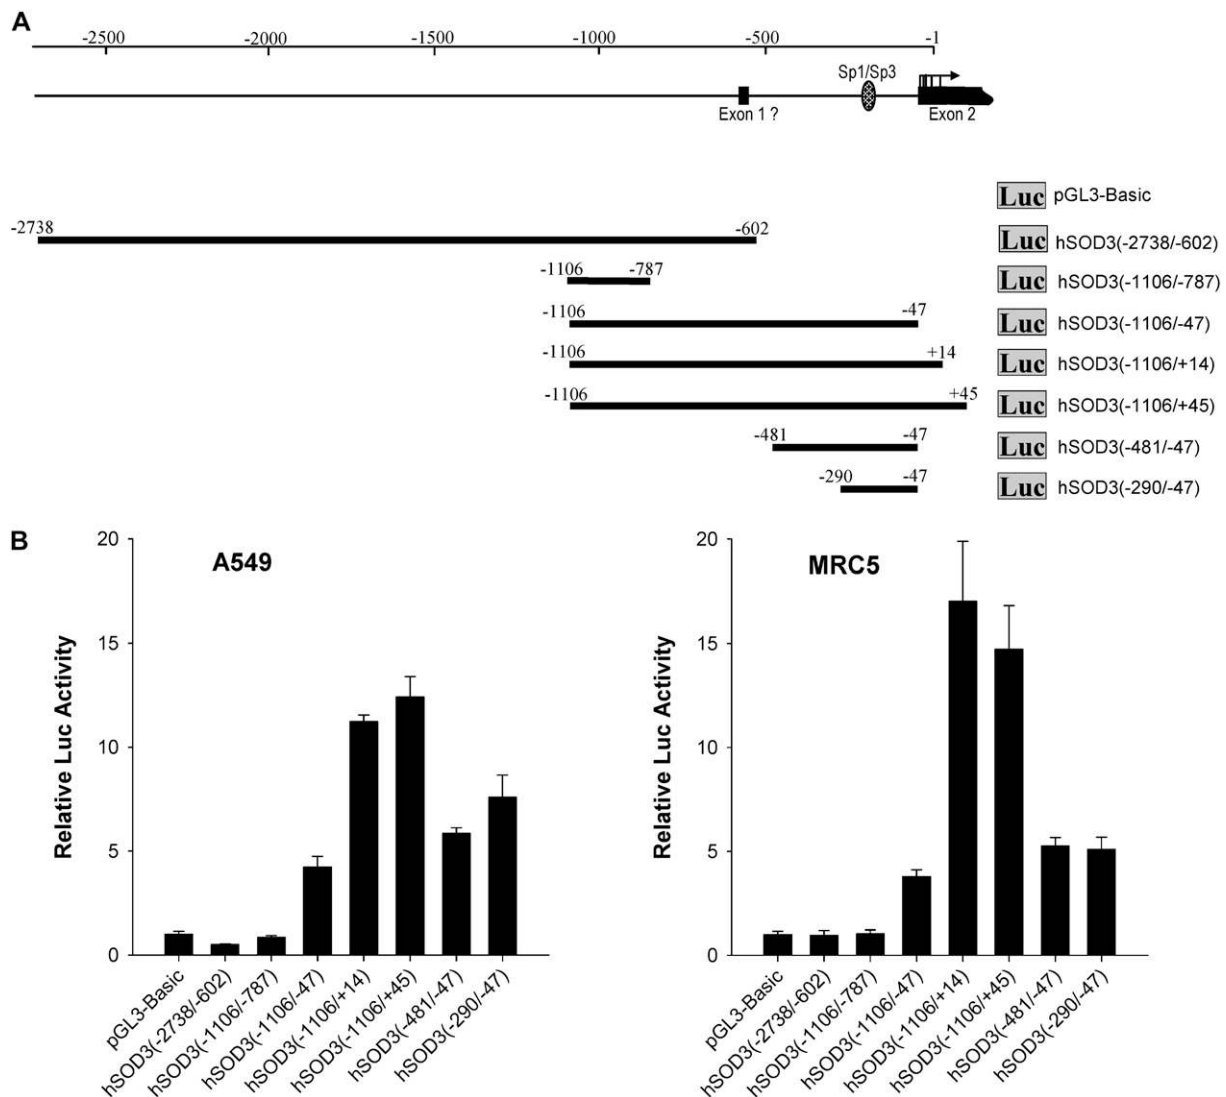 A
-2500 -2000 -1500 -1000 -500 -1
Sp1/Sp3
Exon 1 ? Exon 2
Luc pGL3-Basic
-2738 -602 Luc hSOD3(-2738/-602)
-1106 -787 Luc hSOD3(-1106/-787)
-1106 -47 Luc hSOD3(-1106/-47)
-1106 +14 Luc hSOD3(-1106/+14)
-1106 +45 Luc hSOD3(-1106/+45)
-481 -47 Luc hSOD3(-481/-47)
-290 -47 Luc hSOD3(-290/-47)
B
A549
Relative Luc Activity
20
15
10
5
0
pGL3-Basic
hSOD3(-2738/-602)
hSOD3(-1106/-787)
hSOD3(-1106/-47)
hSOD3(-1106/+14)
hSOD3(-1106/+45)
hSOD3(-481/-47)
hSOD3(-290/-47)
MRC5
Relative Luc Activity
20
15
10
5
0
pGL3-Basic
hSOD3(-2738/-602)
hSOD3(-1106/-787)
hSOD3(-1106/-47)
hSOD3(-1106/+14)
hSOD3(-1106/+45)
hSOD3(-481/-47)
hSOD3(-290/-47)